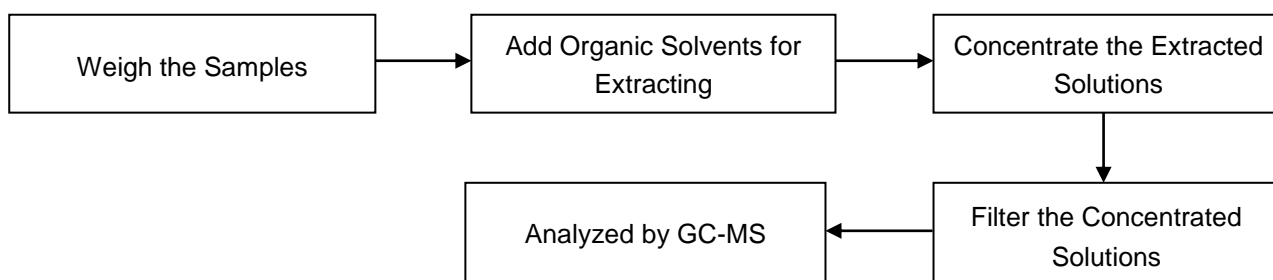 Weigh the Samples
Add Organic Solvents for
Extracting
Concentrate the Extracted
Solutions
Filter the Concentrated
Solutions
Analyzed by GC-MS